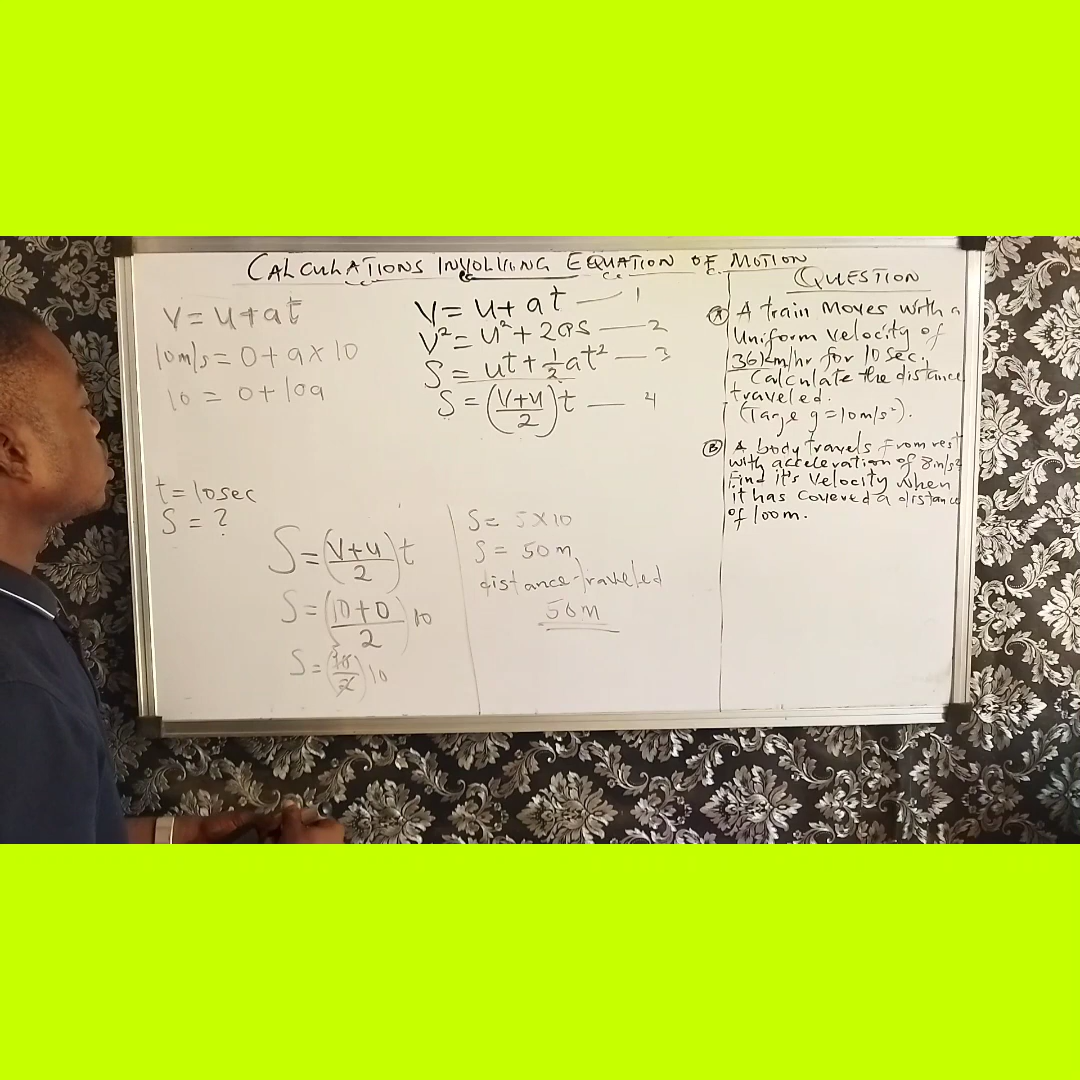 CALCULATIONS INVOLVING EQUATION OF MOTION
V = U + at
10m/s = 0 + a × 10
10 = 0 + 10a
t = 10sec
S = ?
V = U + at — 1
V² = U² + 2as — 2
S = ut + ½at² — 3
S = (V+U/2)t — 4
S = (V+U/2)t
S = (10+0/2)10
S = (10/2)10
S = 5 × 10
S = 50m
distance traveled
50m
QUESTION
(A) A train moves with a
Uniform velocity of
36km/hr for 10 sec.
Calculate the distance
traveled.
(Take g = 10m/s²).
(B) A body travels from rest
with acceleration of 8m/s²
Find it's velocity when
it has covered a distance
of 100m.